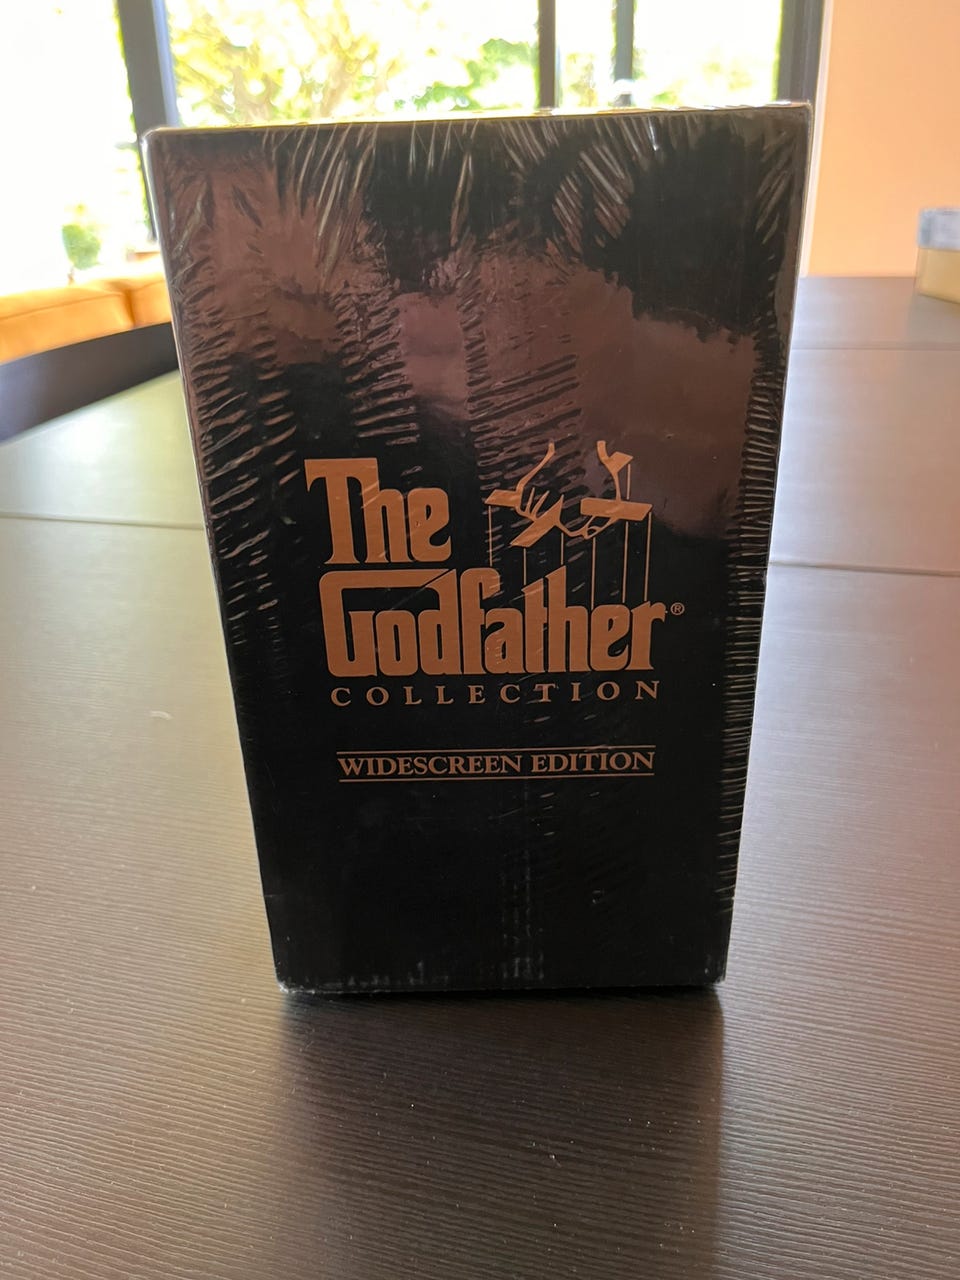 The
Godfather®
COLLECTION
WIDESCREEN EDITION